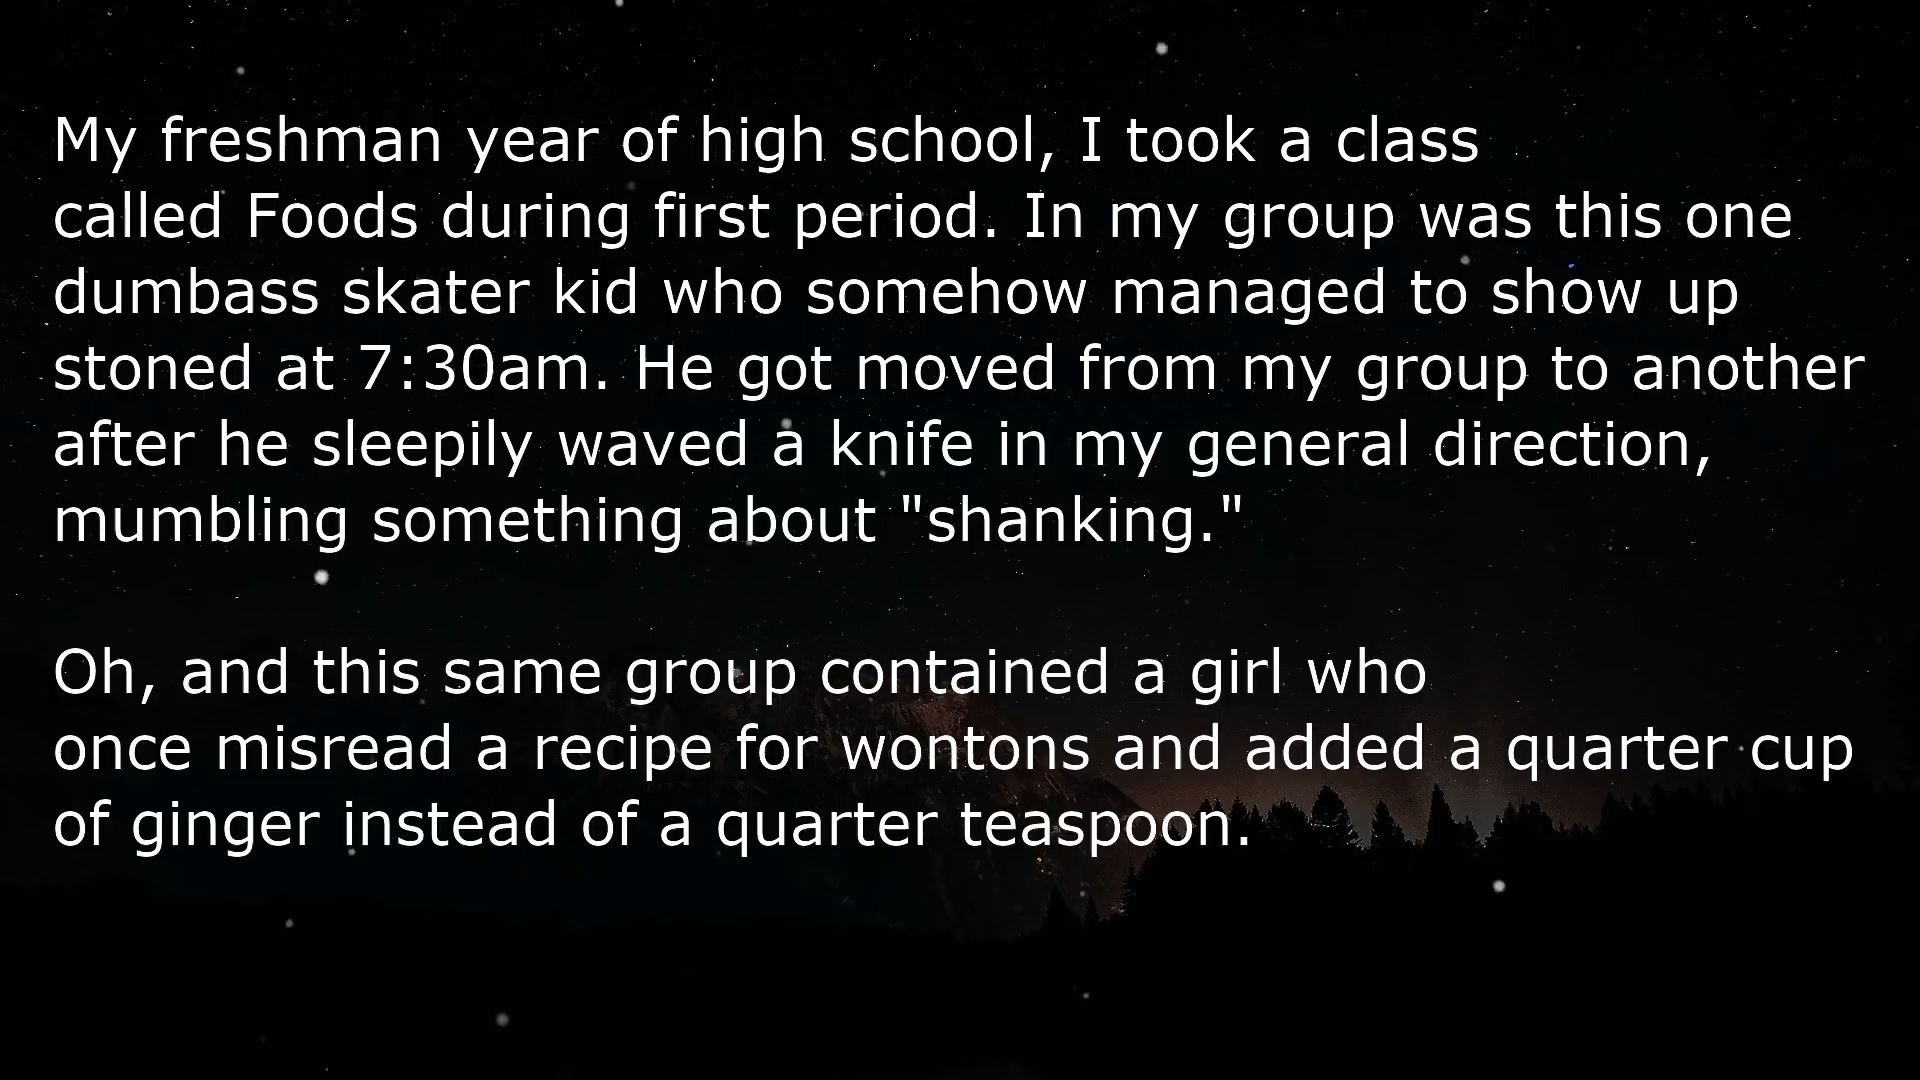 My freshman year of high school, I took a class
called Foods during first period. In my group was this one
dumbass skater kid who somehow managed to show up
stoned at 7:30am. He got moved from my group to another
after he sleepily waved a knife in my general direction,
mumbling something about "shanking."
Oh, and this same group contained a girl who
once misread a recipe for wontons and added a quarter cup
of ginger instead of a quarter teaspoon.